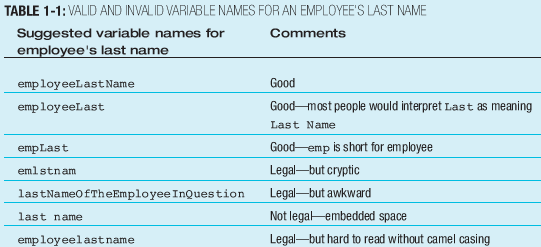 TABLE 1-1: VALID AND INVALID VARIABLE NAMES FOR AN EMPLOYEE'S LAST NAME
Suggested variable names for Comments
employee's last name
employeeLastName Good
employeeLast Good—most people would interpret Last as meaning
Last Name
empLast Good—emp is short for employee
emlstnam Legal—but cryptic
lastNameOfTheEmployeeInQuestion Legal—but awkward
last name Not legal—embedded space
employeelastname Legal—but hard to read without camel casing